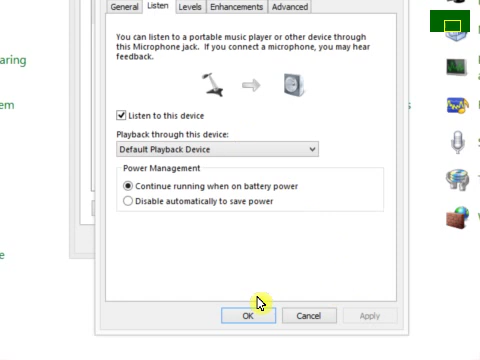 General Listen Levels Enhancements Advanced
You can listen to a portable music player or other device through
this Microphone jack. If you connect a microphone, you may hear
feedback.
Listen to this device
Playback through this device:
Default Playback Device
Power Management
Continue running when on battery power
Disable automatically to save power
OK Cancel Apply
aring
em
e